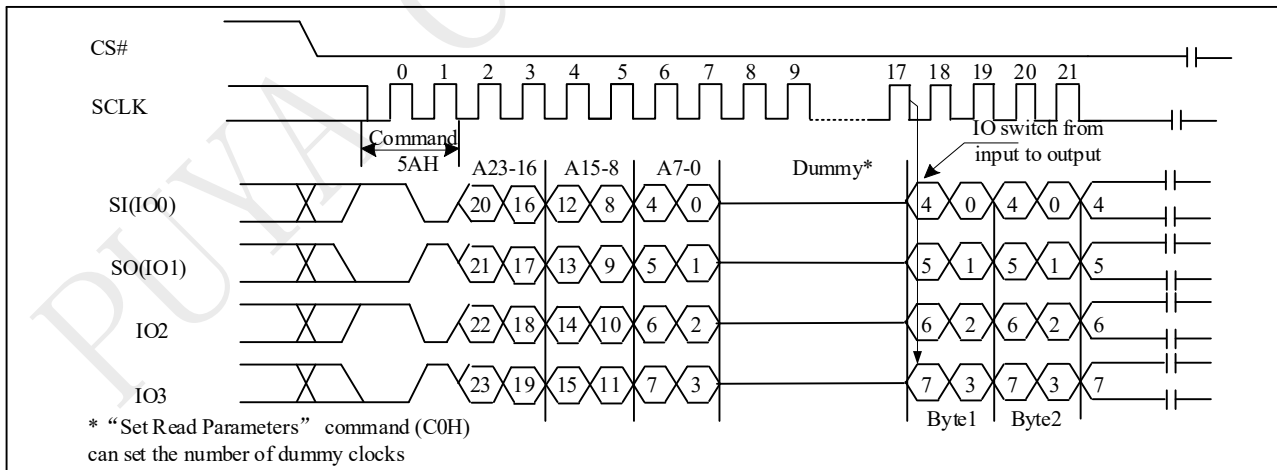 PUYA
CS#
0 1 2 3 4 5 6 7 8 9 17 18 19 20 21
SCLK
Command
5AH
IO switch from
input to output
A23-16 A15-8 A7-0 Dummy*
SI(IO0) 20 16 12 8 4 0 4 0 4 0 4
SO(IO1) 21 17 13 9 5 1 5 1 5 1 5
IO2 22 18 14 10 6 2 6 2 6 2 6
IO3 23 19 15 11 7 3 7 3 7 3 7
Byte1 Byte2
* “Set Read Parameters” command (C0H)
can set the number of dummy clocks